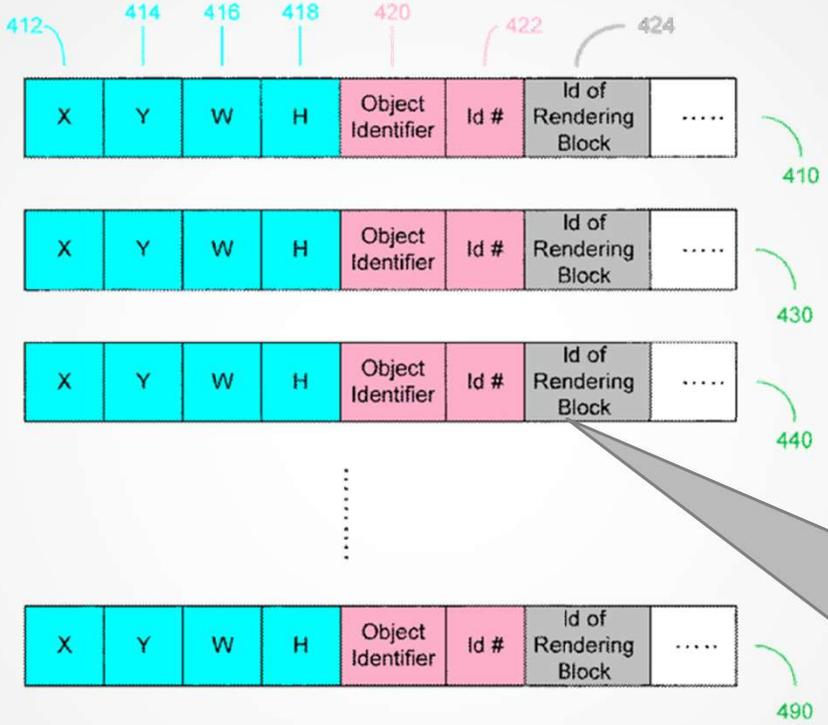 412 414 416 418 420 422 424
X Y W H Object Identifier Id # Id of Rendering Block .....
410
X Y W H Object Identifier Id # Id of Rendering Block .....
430
X Y W H Object Identifier Id # Id of Rendering Block .....
440
X Y W H Object Identifier Id # Id of Rendering Block .....
490